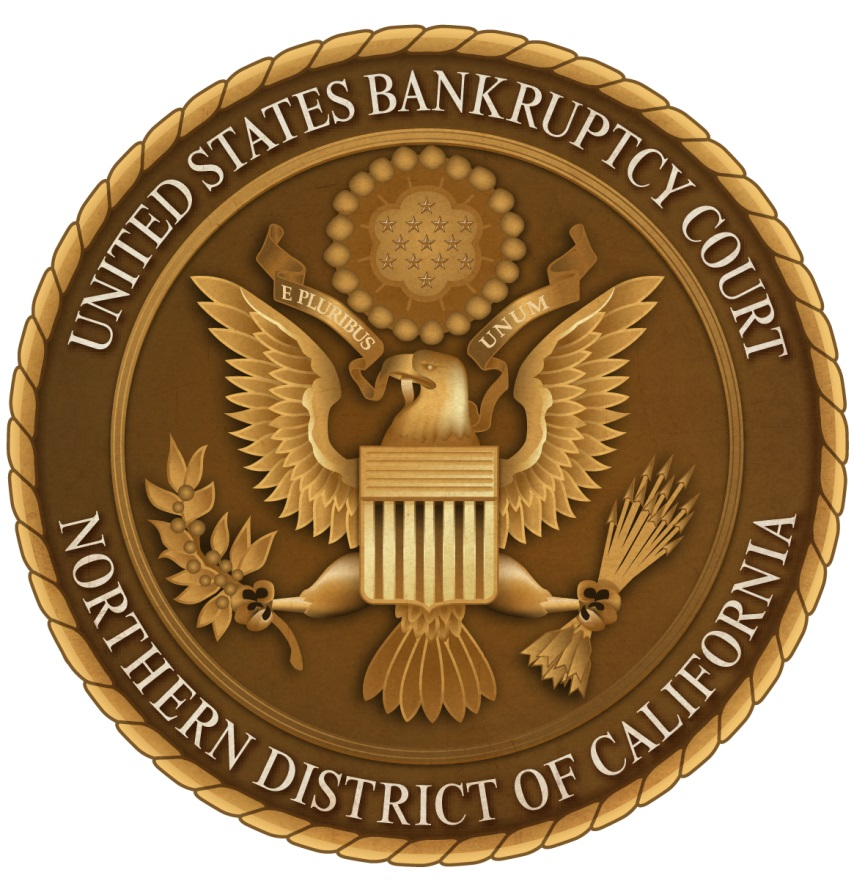 UNITED STATES BANKRUPTCY COURT
E PLURIBUS UNUM
NORTHERN DISTRICT OF CALIFORNIA